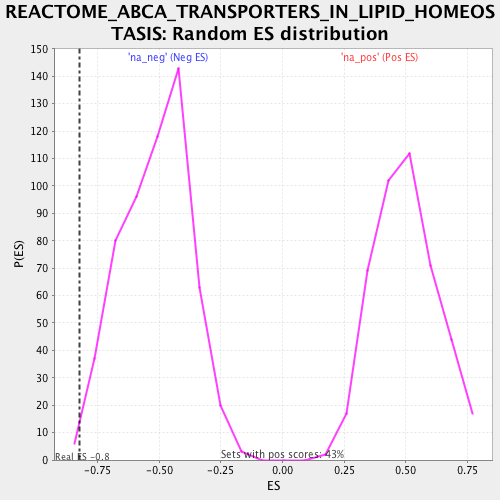 REACTOME_ABCA_TRANSPORTERS_IN_LIPID_HOMEOS
TASIS: Random ES distribution
'na_neg' (Neg ES)
'na_pos' (Pos ES)
150
140
130
120
110
100
90
80
70
60
50
40
30
20
10
0
P(ES)
Real ES -0.8
Sets with pos scores: 43%
-0.75
-0.50
-0.25
0.00
0.25
0.50
0.75
ES